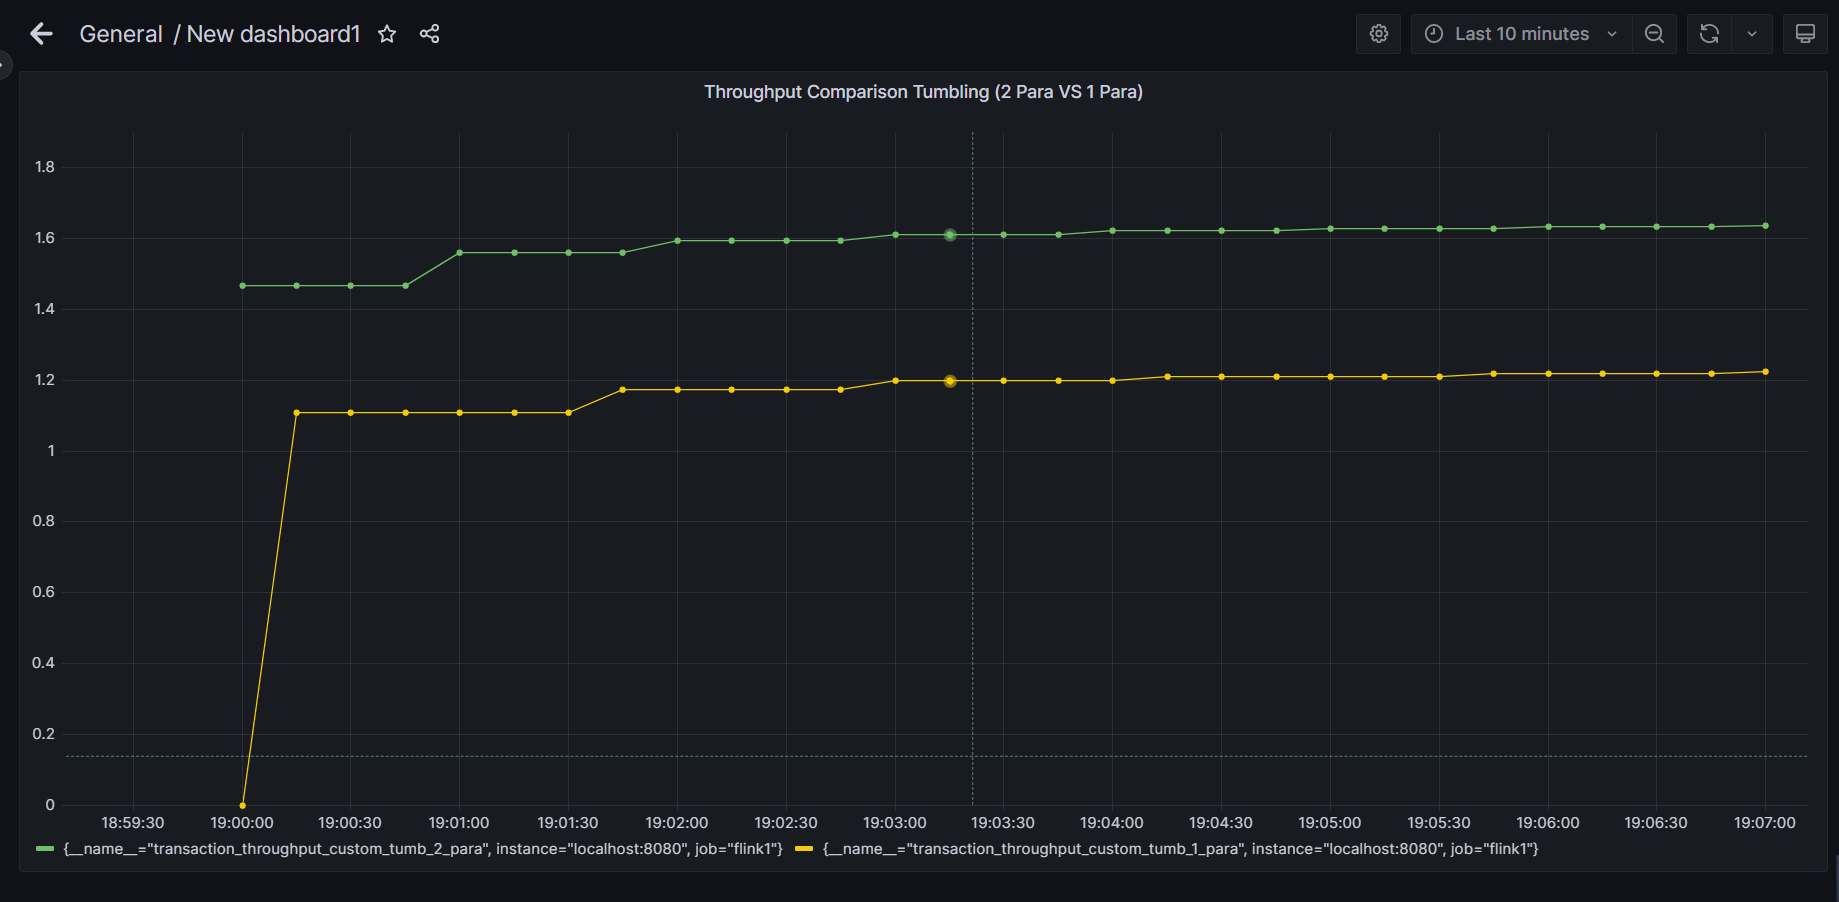 General / New dashboard1
Last 10 minutes
Throughput Comparison Tumbling (2 Para VS 1 Para)
1.8
1.6
1.4
1.2
1
0.8
0.6
0.4
0.2
0
18:59:30 19:00:00 19:00:30 19:01:00 19:01:30 19:02:00 19:02:30 19:03:00 19:03:30 19:04:00 19:04:30 19:05:00 19:05:30 19:06:00 19:06:30 19:07:00
{__name__="transaction_throughput_custom_tumb_2_para", instance="localhost:8080", job="flink1"} {__name__="transaction_throughput_custom_tumb_1_para", instance="localhost:8080", job="flink1"}